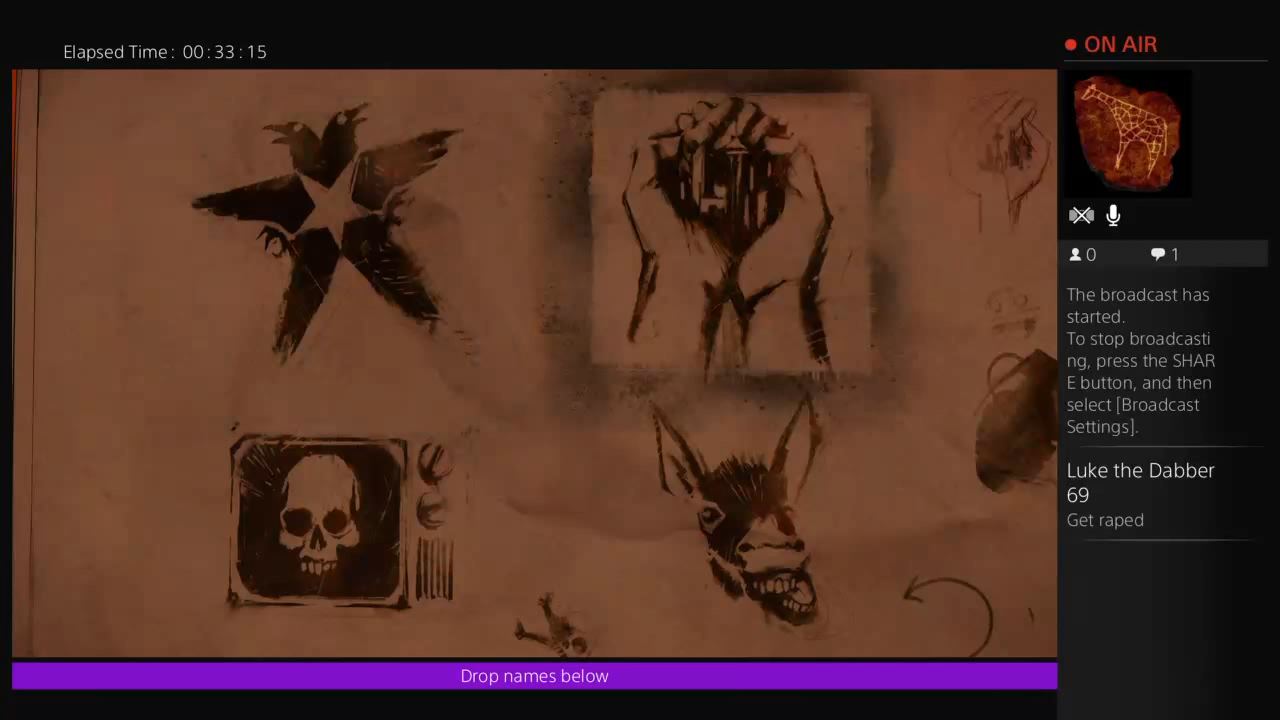 Elapsed Time: 00:33:15
ON AIR
0 1
The broadcast has
started.
To stop broadcasti
ng, press the SHAR
E button, and then
select [Broadcast
Settings].
Luke the Dabber
69
Get raped
Drop names below